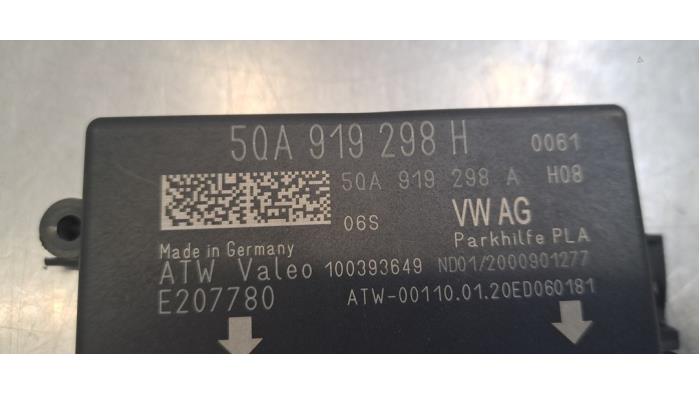 5QA 919 298 H 0061
5QA 919 298 A H08
06S VW AG
Parkhilfe PLA
Made in Germany
ATW Valeo 100393649 ND01/2000901277
E207780 ATW-00110.01.20ED060181